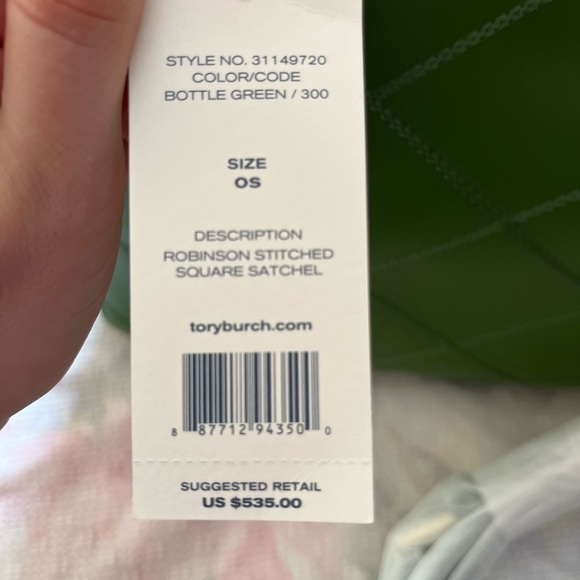 STYLE NO. 31149720
COLOR/CODE
BOTTLE GREEN / 300
SIZE
OS
DESCRIPTION
ROBINSON STITCHED
SQUARE SATCHEL
toryburch.com
8 87712 94350 0
SUGGESTED RETAIL
US $535.00